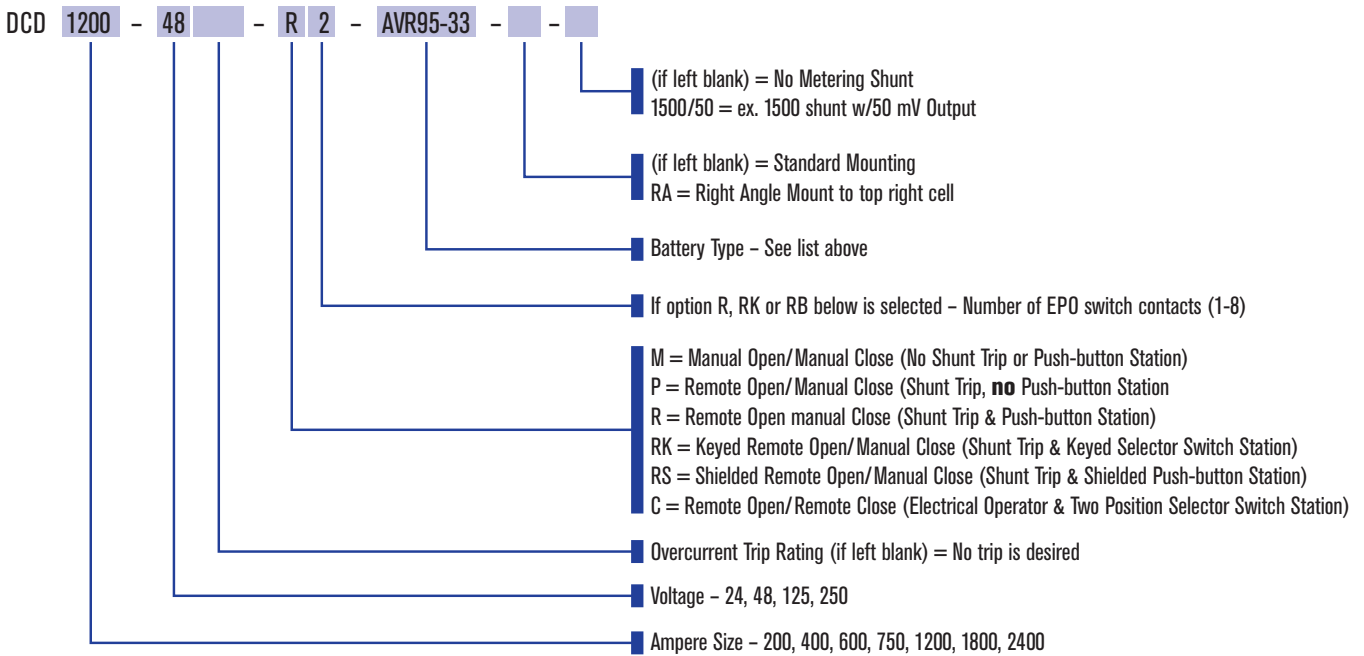 DCD 1200 – 48 – R 2 – AVR95-33 – –
(if left blank) = No Metering Shunt
1500/50 = ex. 1500 shunt w/50 mV Output
(if left blank) = Standard Mounting
RA = Right Angle Mount to top right cell
Battery Type – See list above
If option R, RK or RB below is selected – Number of EPO switch contacts (1-8)
M = Manual Open/Manual Close (No Shunt Trip or Push-button Station)
P = Remote Open/Manual Close (Shunt Trip, no Push-button Station
R = Remote Open manual Close (Shunt Trip & Push-button Station)
RK = Keyed Remote Open/Manual Close (Shunt Trip & Keyed Selector Switch Station)
RS = Shielded Remote Open/Manual Close (Shunt Trip & Shielded Push-button Station)
C = Remote Open/Remote Close (Electrical Operator & Two Position Selector Switch Station)
Overcurrent Trip Rating (if left blank) = No trip is desired
Voltage – 24, 48, 125, 250
Ampere Size – 200, 400, 600, 750, 1200, 1800, 2400